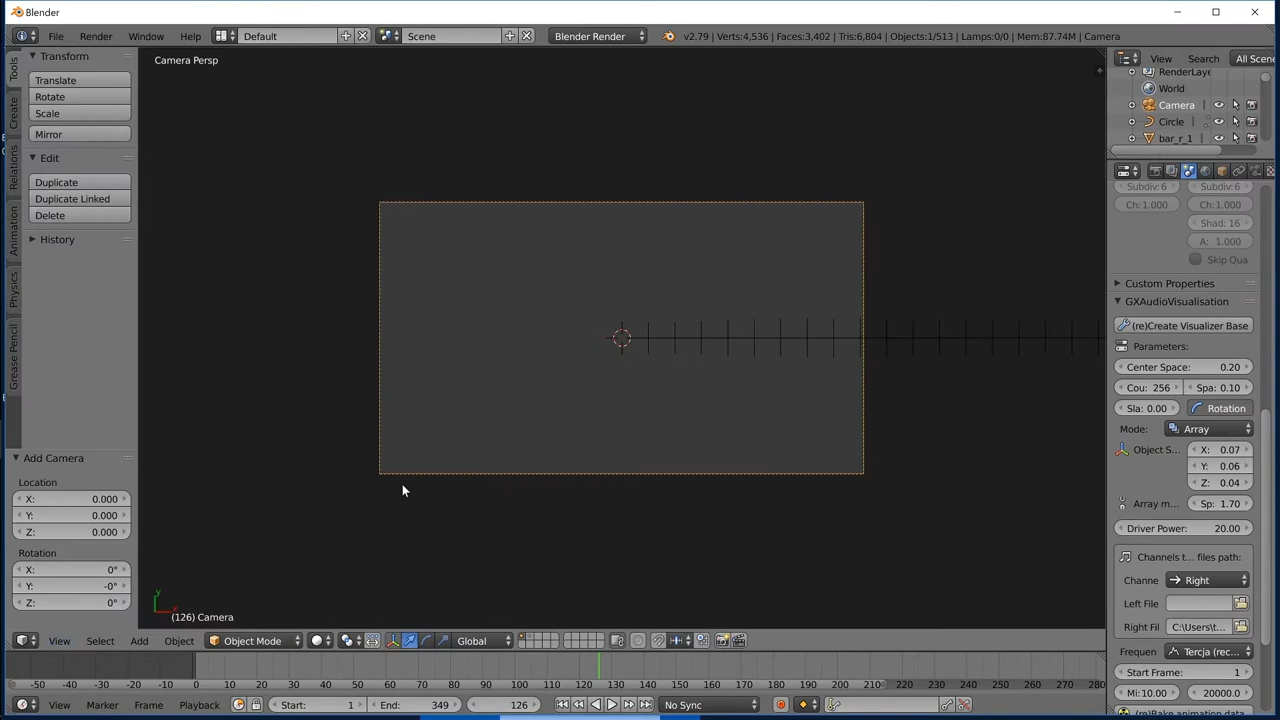 Blender
File Render Window Help Default Scene Blender Render v2.79 | Verts:4,536 | Faces:3,402 | Tris:6,804 | Objects:1/513 | Lamps:0/0 | Mem:87.74M | Camera
Tools
Create
Relations
Animation
Physics
Grease Pencil
Transform
Translate
Rotate
Scale
Mirror
Edit
Duplicate
Duplicate Linked
Delete
History
Add Camera
Location
X: 0.000
Y: 0.000
Z: 0.000
Rotation
X: 0°
Y: -0°
Z: 0°
Camera Persp
y
x
(126) Camera
View Search All Scene
RenderLaye
World
Camera
Circle
bar_r_1
Subdiv:6 Subdiv:6
Ch:1.000 Ch:1.000
Shad: 16
A: 1.000
Skip Qua
Custom Properties
GXAudioVisualisation
(re)Create Visualizer Base
Parameters:
Center Space: 0.20
Cou: 256 Spa: 0.10
Sla: 0.00 Rotation
Mode: Array
Object S... X: 0.07
Y: 0.06
Z: 0.04
Array m... Sp: 1.70
Driver Power: 20.00
Channels t... files path:
Channe Right
Left File
Right Fil C:\Users\t...
Frequen Tercja (rec...
Start Frame: 1
Mi: 10.00 20000.0
(re)Bake animation data
View Select Add Object Object Mode Global
-50 -40 -30 -20 -10 0 10 20 30 40 50 60 70 80 90 100 110 120 130 140 150 160 170 180 190 200 210 220 230 240 250 260 270 280
View Marker Frame Playback Start: 1 End: 349 126 No Sync